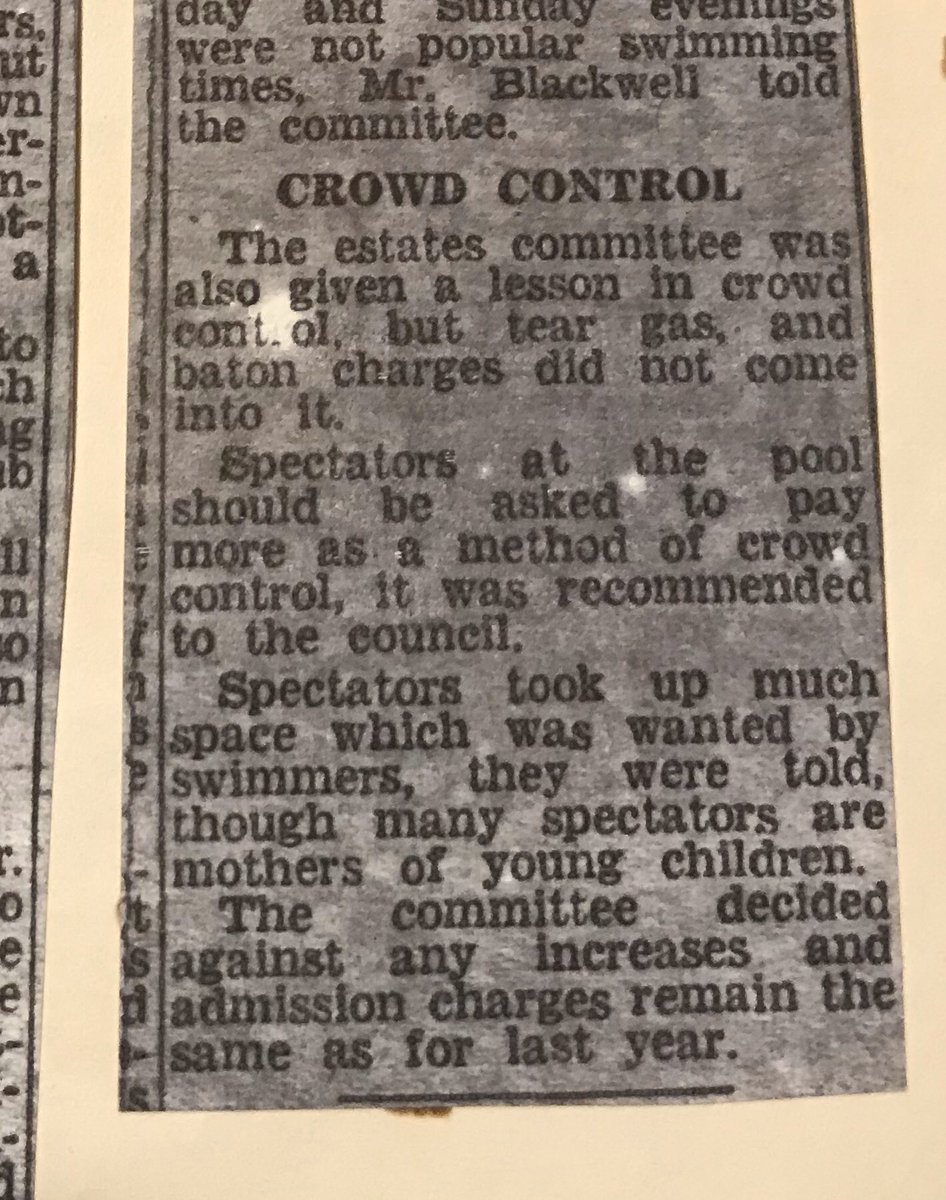 day and Sunday evenings
were not popular swimming
times, Mr. Blackwell told
the committee.
CROWD CONTROL
The estates committee was
also given a lesson in crowd
cont.ol, but tear gas, and
baton charges did not come
into it.
Spectators at the pool
should be asked to pay
more as a method of crowd
control, it was recommended
to the council.
Spectators took up much
space which was wanted by
swimmers, they were told,
though many spectators are
mothers of young children.
The committee decided
against any increases and
admission charges remain the
same as for last year.